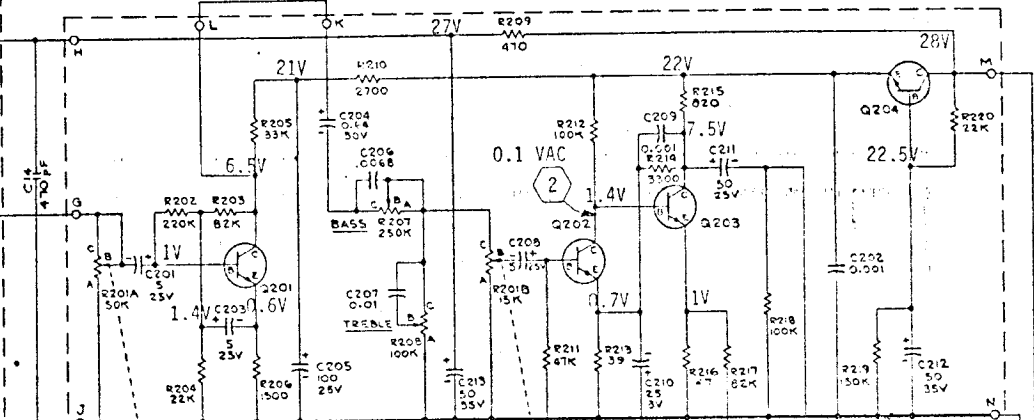 L
K
27V
R209
470
28V
H
21V
R210
2700
22V
M
C204
0.64
50V
R205
33K
R212
100K
C209
0.001
R215
820
7.5V
C211
50
25V
Q204
R220
22K
C14
470 PF
6.5V
C206
.0068
0.1 VAC
2
R214
3300
22.5V
G
R202
220K
R203
82K
BASS
B
A
R207
250K
1.4V
Q202
C
B
E
Q203
C
B
A
R201A
50K
C201
5
25V
1V
C
B
E
Q201
C
B
A
R201B
15K
C208
5
25V
C
B
E
C202
0.001
1.4V
C203
5
25V
0.6V
C207
0.01
TREBLE
C
B
A
R208
100K
0.7V
1V
R218
100K
R204
22K
R206
C205
100
25V
C213
50
35V
R211
47K
R213
39
C210
25
3V
R216
R217
82K
R219
C212
50
35V
J
N